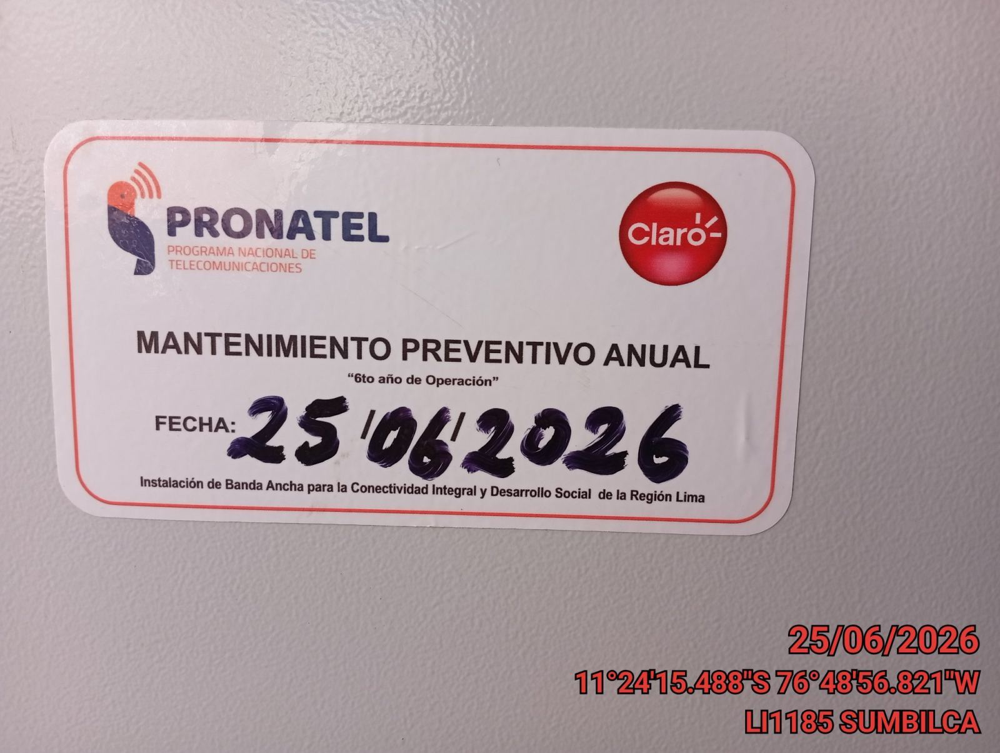 PRONATEL
PROGRAMA NACIONAL DE
TELECOMUNICACIONES
Claro
MANTENIMIENTO PREVENTIVO ANUAL
“6to año de Operación”
FECHA: 25/06/2026
Instalación de Banda Ancha para la Conectividad Integral y Desarrollo Social de la Región Lima
25/06/2026
11°24'15.488"S 76°48'56.821"W
LI1185 SUMBILCA